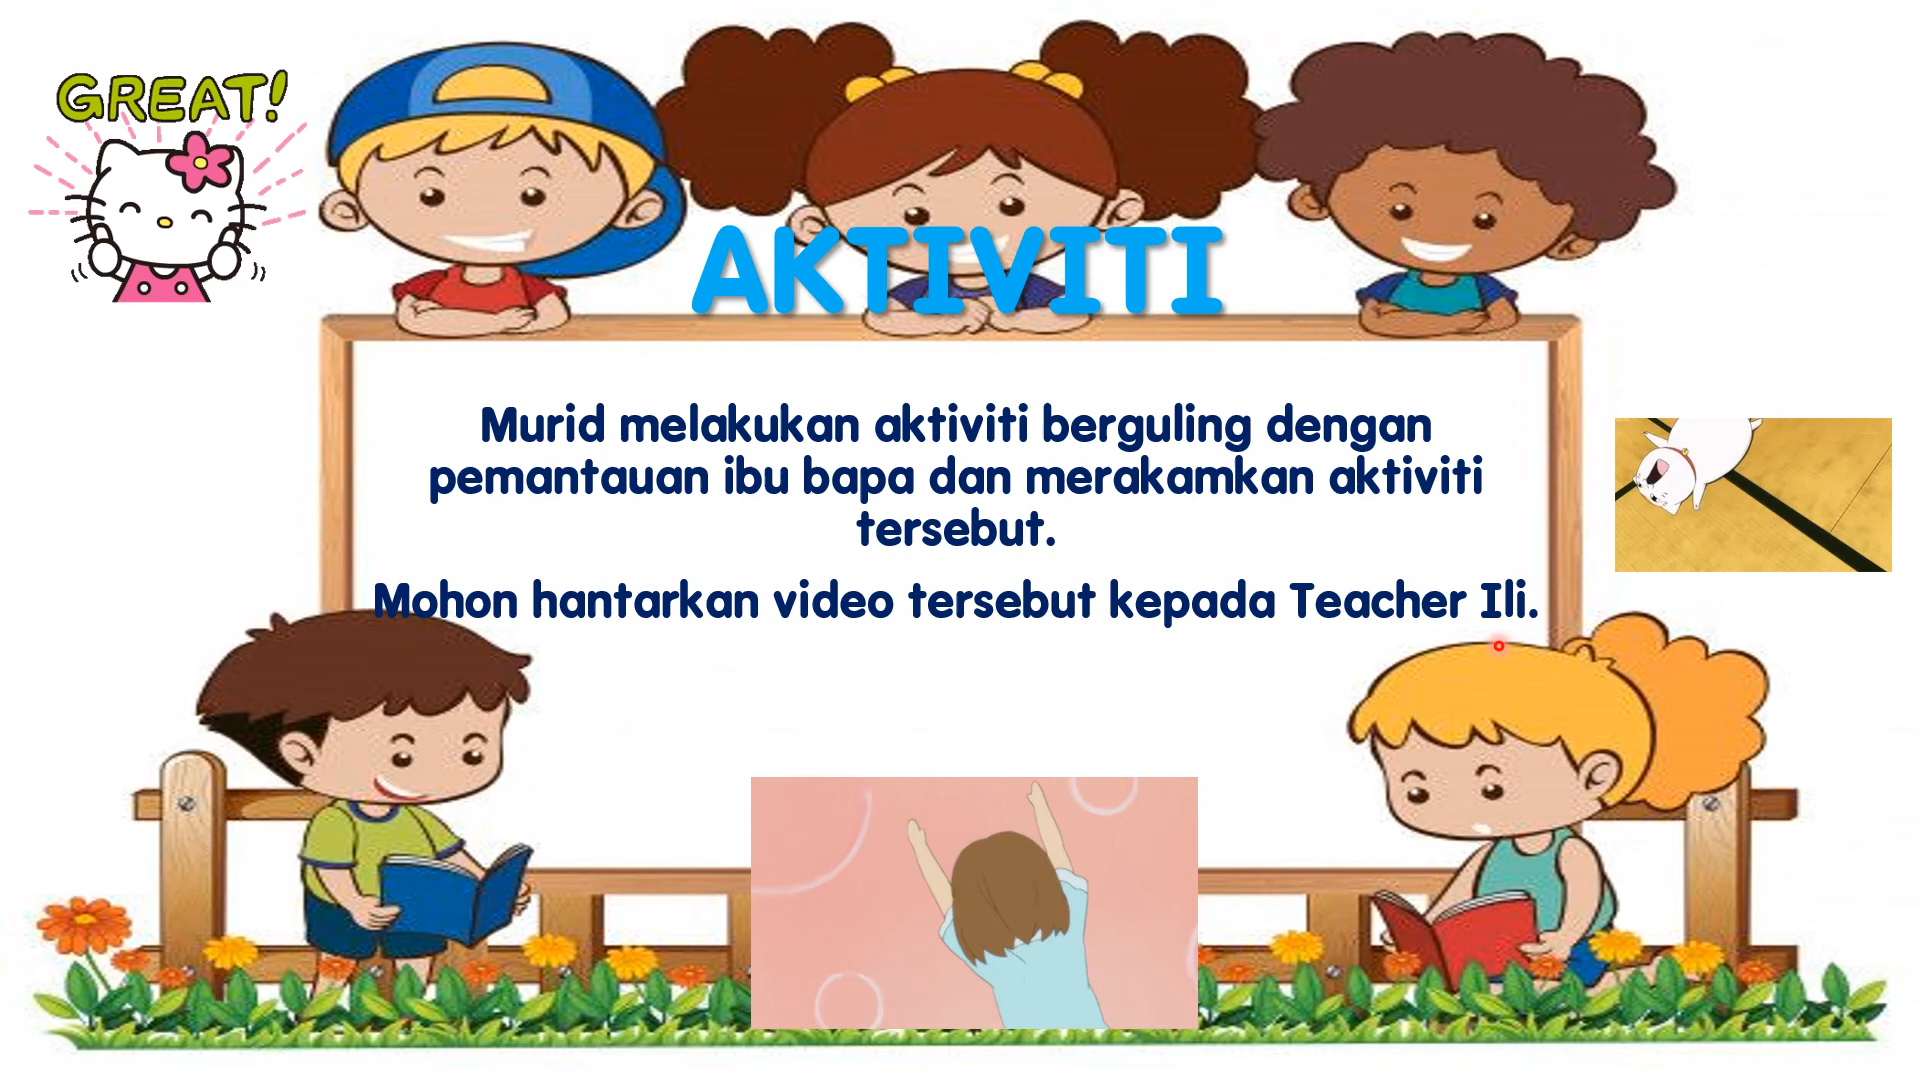 GREAT!
AKTIVITI
Murid melakukan aktiviti berguling dengan
pemantauan ibu bapa dan merakamkan aktiviti
tersebut.
Mohon hantarkan video tersebut kepada Teacher Ili.